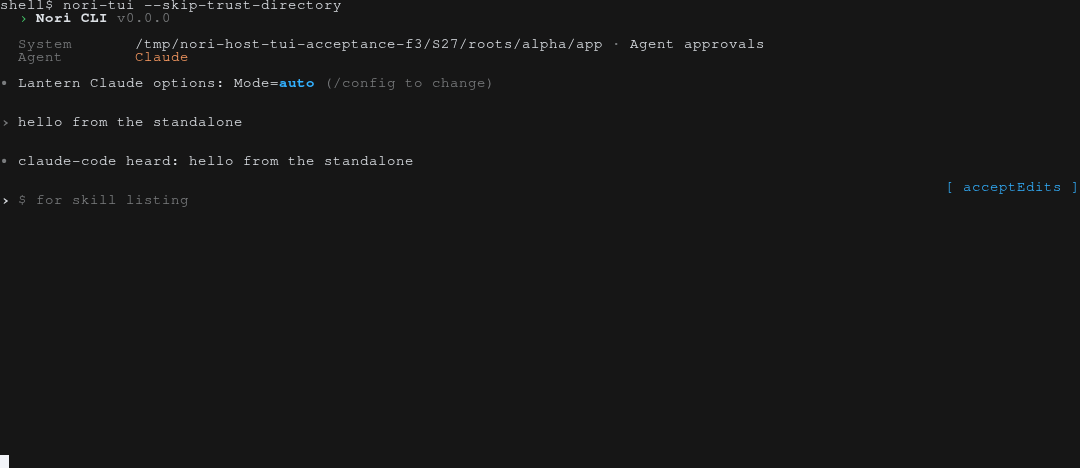 shell$ nori-tui --skip-trust-directory
› Nori CLI v0.0.0
System /tmp/nori-host-tui-acceptance-f3/S27/roots/alpha/app · Agent approvals
Agent Claude
• Lantern Claude options: Mode=auto (/config to change)
› hello from the standalone
• claude-code heard: hello from the standalone
[ acceptEdits ]
› $ for skill listing